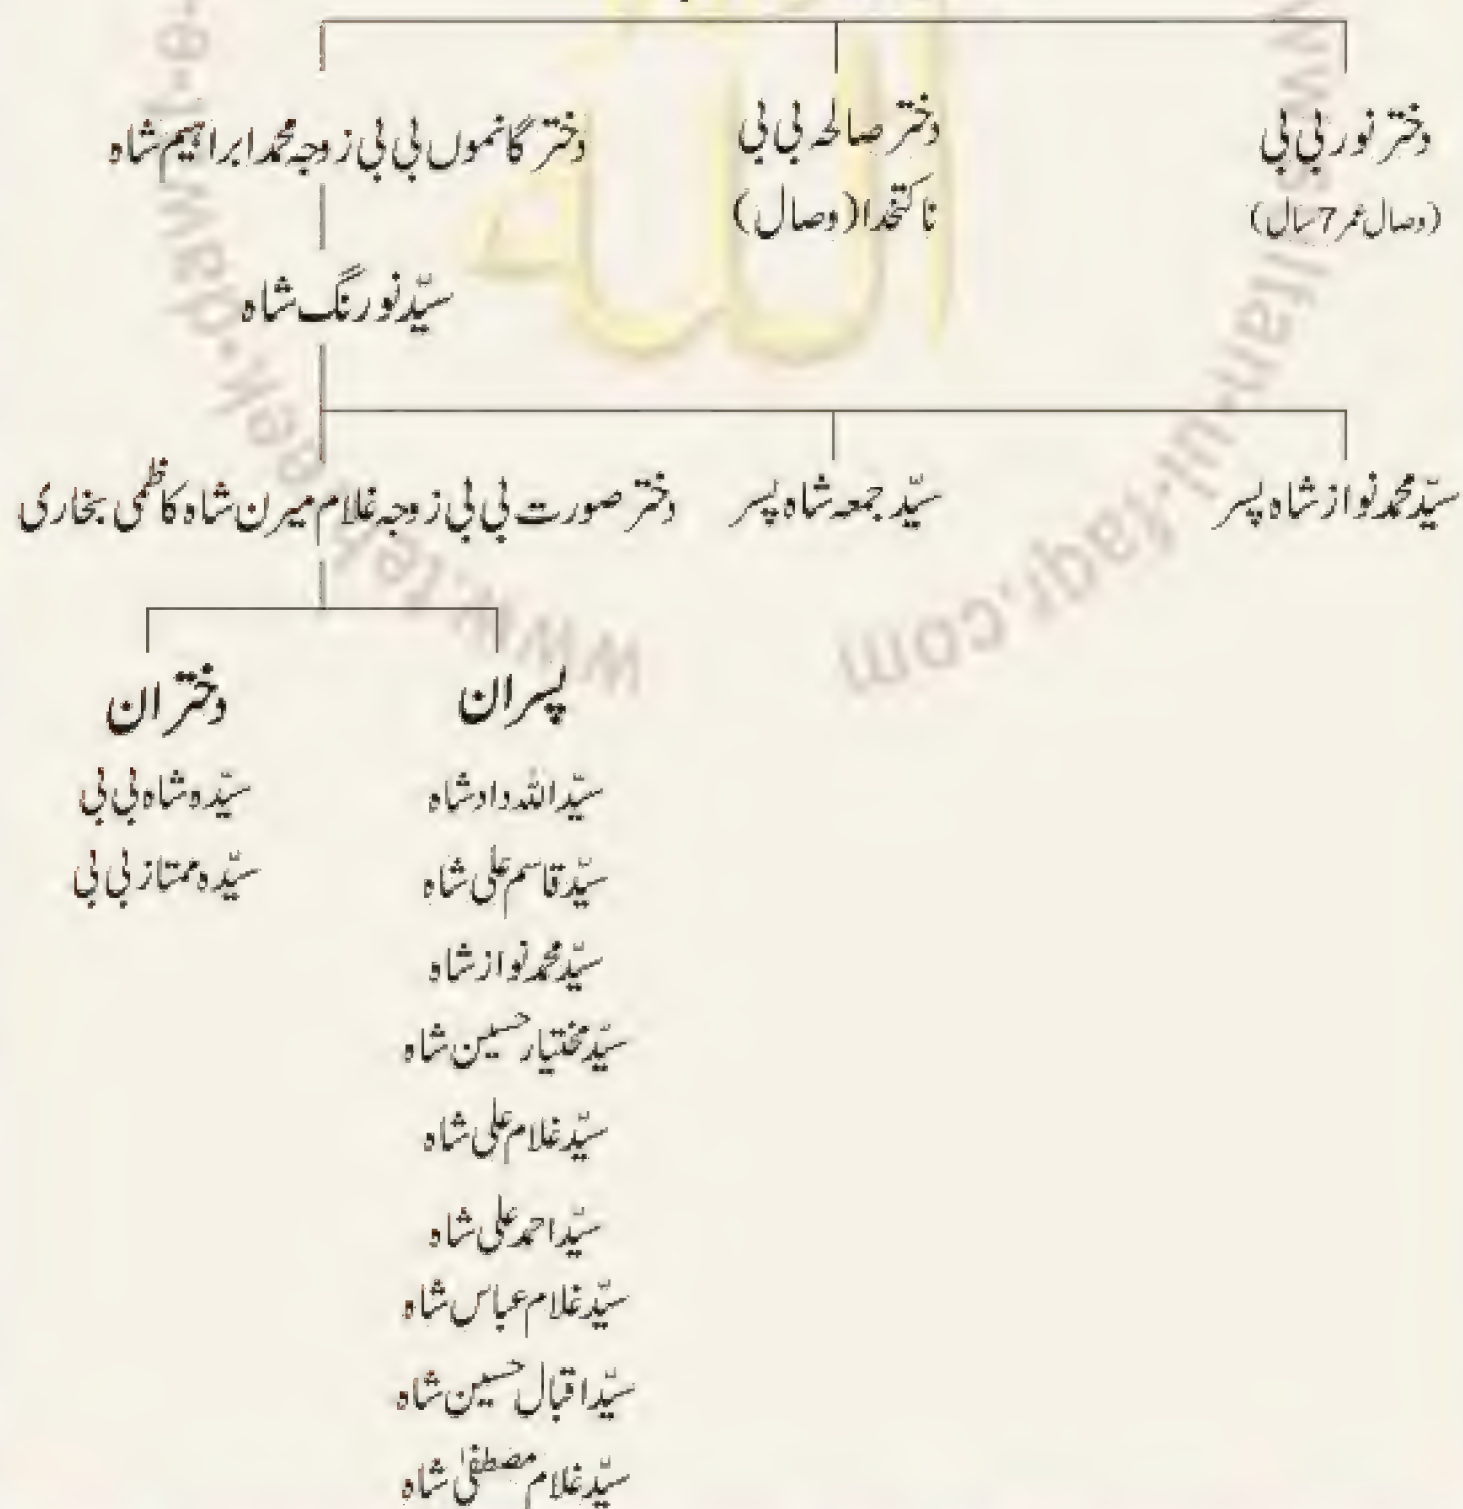 دختر نور بی بی
(وصال عمر 7 سال)
دختر صالحہ بی بی
ناکتخدا (وصال)
دختر گانموں بی بی زوجہ محمد ابراہیم شاہ
سیّد نورنگ شاہ
سیّد محمد نواز شاہ پسر
سیّد جمعہ شاہ پسر
دختر صورت بی بی زوجہ غلام میرن شاہ کاظمی بخاری
پسران
سیّد اللہ داد شاہ
سیّد قاسم علی شاہ
سیّد محمد نواز شاہ
سیّد مختیار حسین شاہ
سیّد غلام علی شاہ
سیّد احمد علی شاہ
سیّد غلام عباس شاہ
سیّد اقبال حسین شاہ
سیّد غلام مصطفیٰ شاہ
دختران
سیّدہ شاہ بی بی
سیّدہ ممتاز بی بی
الله